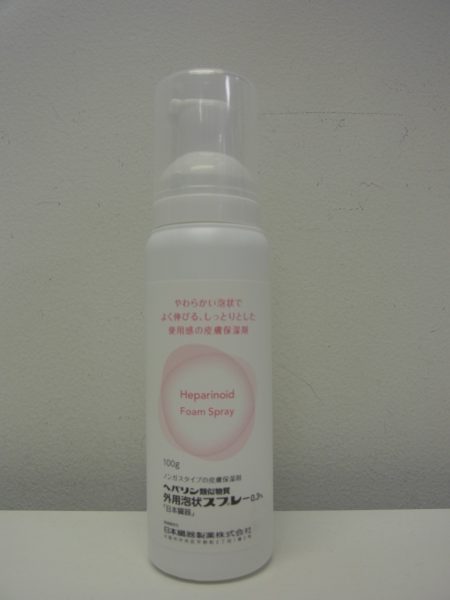 やわらかい泡状で
よく伸びる、しっとりとした
使用感の皮膚保湿剤
Heparinoid
Foam Spray
100g
ノンガスタイプの皮膚保湿剤
ヘパリン類似物質
外用泡状スプレー0.3%
「日本臓器」
日本臓器製薬株式会社